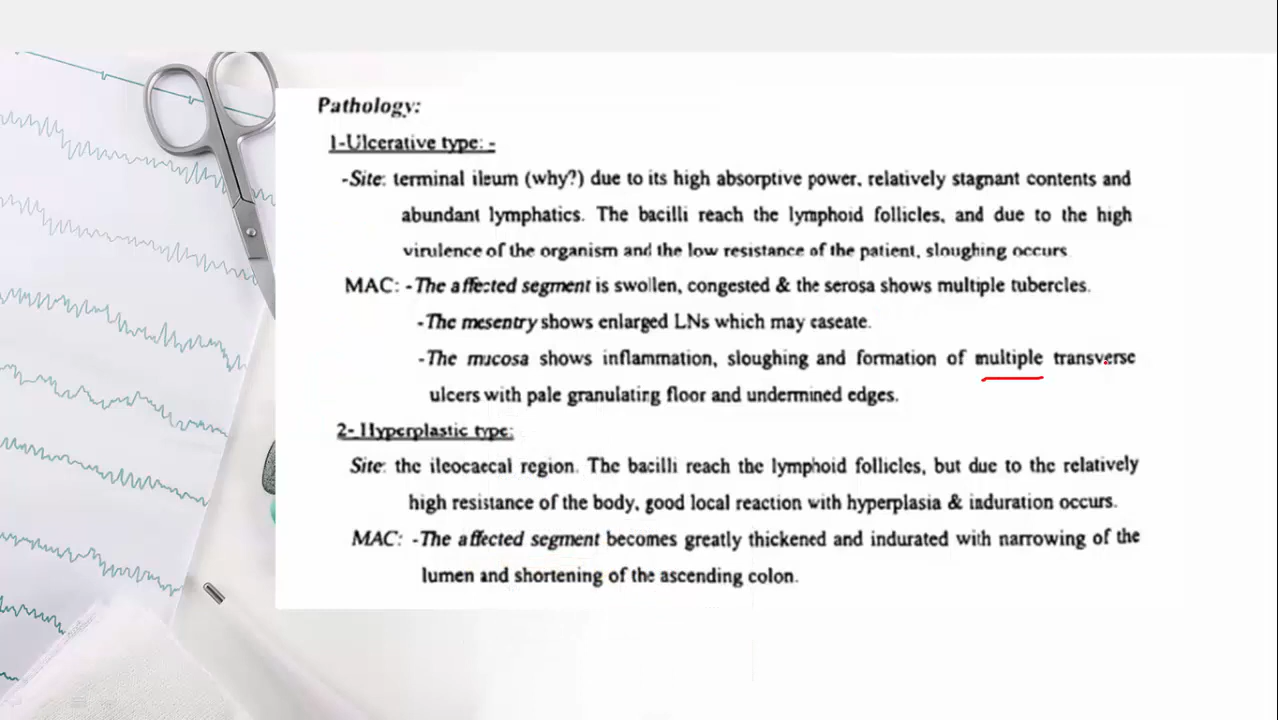 Pathology:
1-Ulcerative type: -
-Site: terminal ileum (why?) due to its high absorptive power, relatively stagnant contents and
abundant lymphatics. The bacilli reach the lymphoid follicles, and due to the high
virulence of the organism and the low resistance of the patient, sloughing occurs.
MAC: - The affected segment is swollen, congested & the serosa shows multiple tubercles.
-The mesentry shows enlarged LNs which may caseate.
-The mucosa shows inflammation, sloughing and formation of multiple transverse
ulcers with pale granulating floor and undermined edges.
2- Hyperplastic type:
Site: the ileocaecal region. The bacilli reach the lymphoid follicles, but due to the relatively
high resistance of the body, good local reaction with hyperplasia & induration occurs.
MAC: -The affected segment becomes greatly thickened and indurated with narrowing of the
lumen and shortening of the ascending colon.